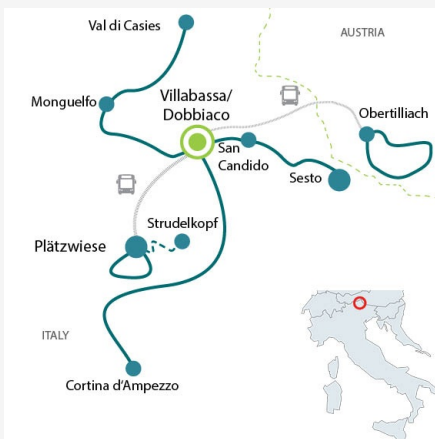 Val di Casies
AUSTRIA
Monguelfo
Villabassa/
Dobbiaco
Obertilliach
San
Candido
Sesto
Strudelkopf
Plätzwiese
ITALY
Cortina d'Ampezzo